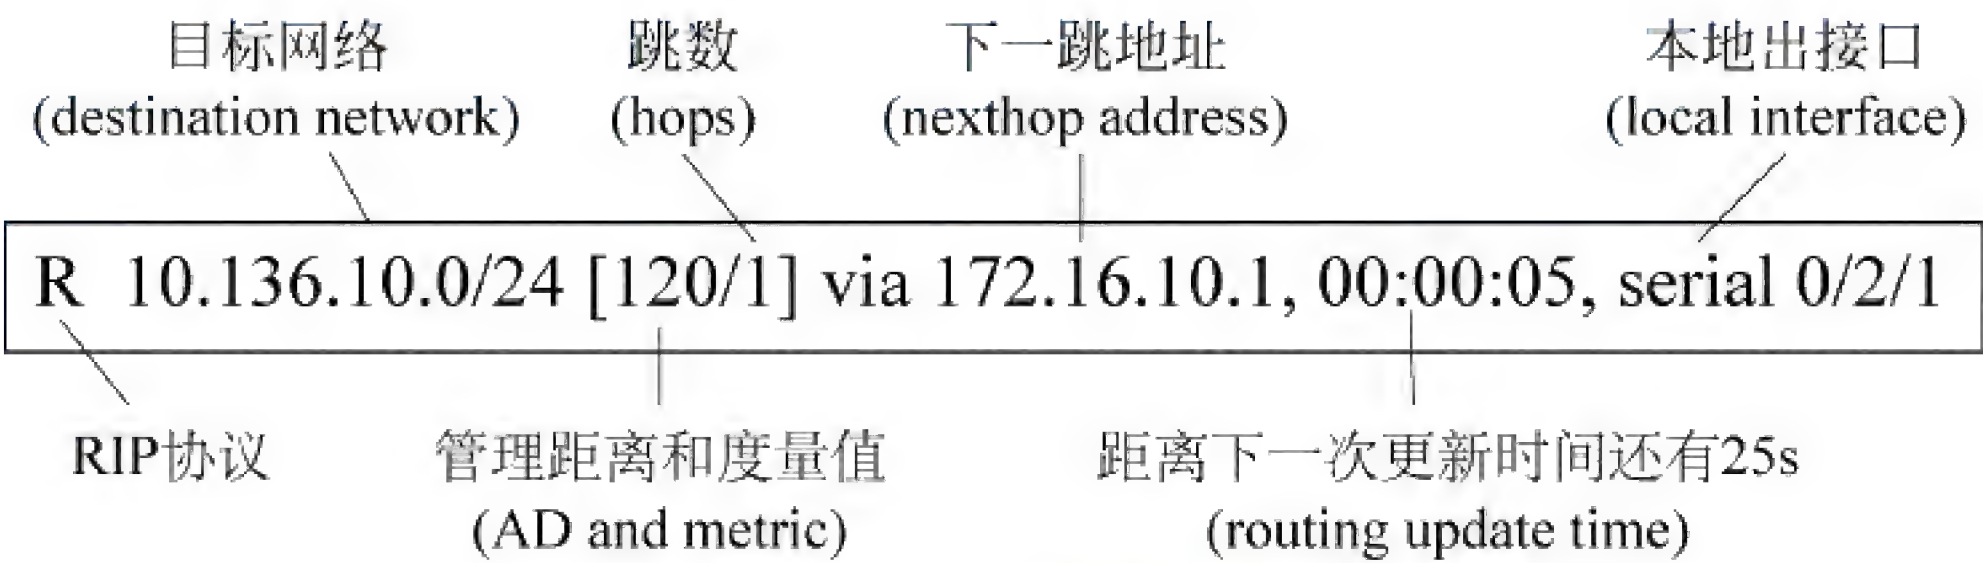 目标网络 跳数 下一跳地址 本地出接口
(destination network) (hops) (nexthop address) (local interface)
R 10.136.10.0/24 [120/1] via 172.16.10.1, 00:00:05, serial 0/2/1
RIP协议 管理距离和度量值 距离下一次更新时间还有25s
(AD and metric) (routing update time)